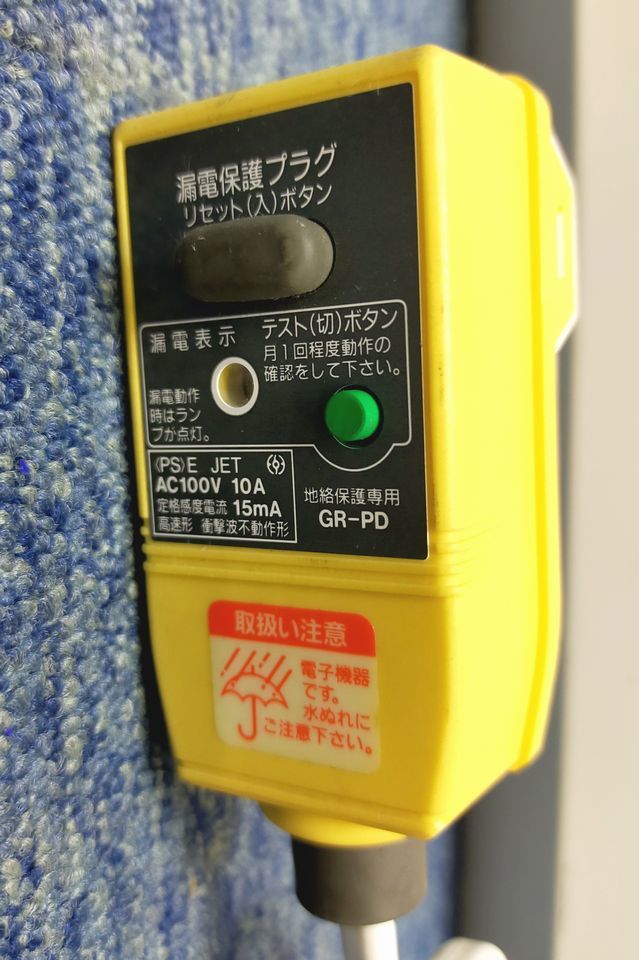 漏電保護プラグ
リセット(入)ボタン
漏電表示
テスト(切)ボタン
月1回程度動作の
確認をして下さい。
漏電動作
時はラン
プが点灯。
〈PS〉E JET
AC100V 10A
定格感度電流 15mA
高速形 衝撃波不動作形
地絡保護専用
GR-PD
取扱い注意
電子機器
です。
水ぬれに
ご注意下さい。